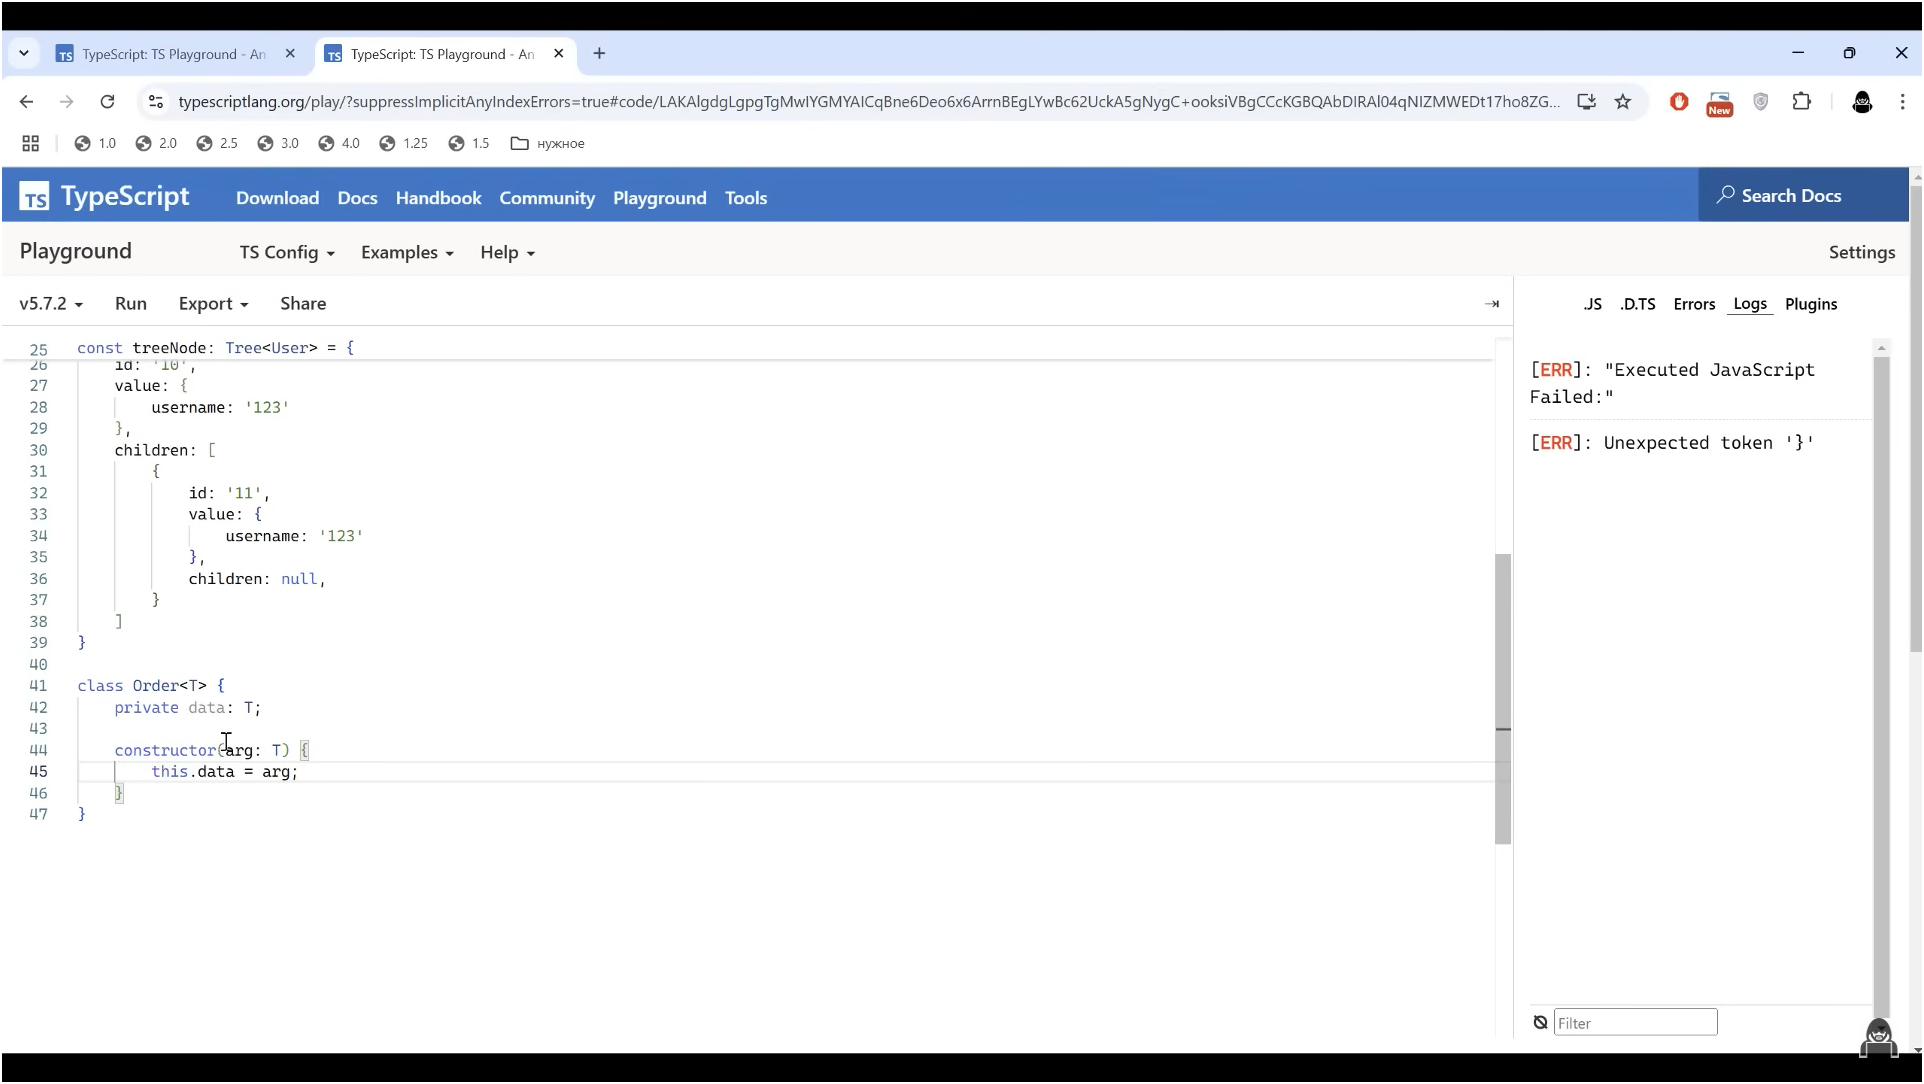 TypeScript: TS Playground - An
TypeScript: TS Playground - An
typescriptlang.org/play/?suppressImplicitAnyIndexErrors=true#code/
New
1.0
2.0
2.5
3.0
4.0
1.25
1.5
нужное
TS TypeScript
Download
Docs
Handbook
Community
Playground
Tools
Search Docs
Playground
TS Config
Examples
Help
Settings
v5.7.2
Run
Export
Share
.JS
.D.TS
Errors
Logs
Plugins
25 const treeNode: Tree<User> = {
26 id: '10',
27 value: {
28 username: '123'
29 },
30 children: [
31 {
32 id: '11',
33 value: {
34 username: '123'
35 },
36 children: null,
37 }
38 ]
39 }
40
41 class Order<T> {
42 private data: T;
43
44 constructor(arg: T) {
45 this.data = arg;
46 }
47 }
[ERR]: "Executed JavaScript
Failed:"
[ERR]: Unexpected token '}'
Filter